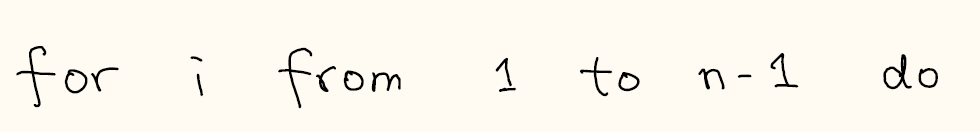 for i from 1 to n-1 do